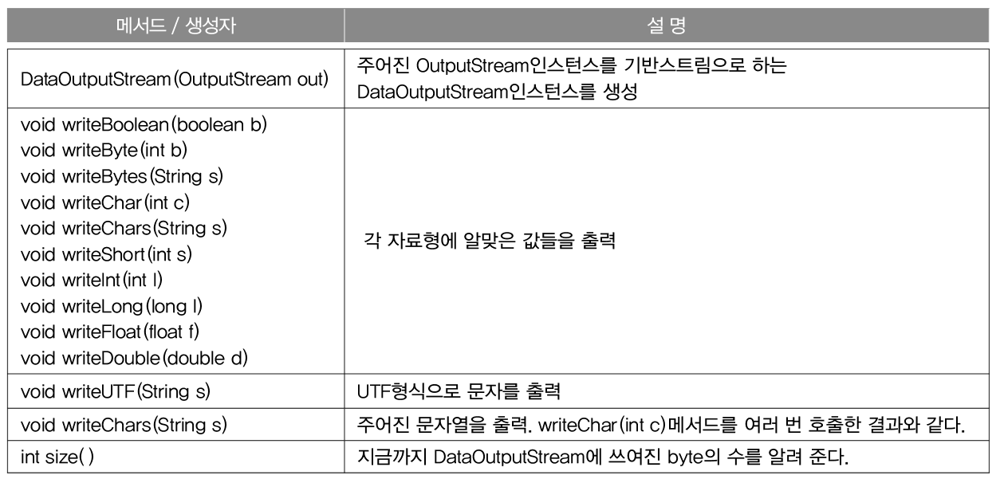 메서드 / 생성자
설 명
DataOutputStream(OutputStream out)
주어진 OutputStream인스턴스를 기반스트림으로 하는
DataOutputStream인스턴스를 생성
void writeBoolean(boolean b)
void writeByte(int b)
void writeBytes(String s)
void writeChar(int c)
void writeChars(String s)
void writeShort(int s)
void writeInt(int l)
void writeLong(long l)
void writeFloat(float f)
void writeDouble(double d)
각 자료형에 알맞은 값들을 출력
void writeUTF(String s)
UTF형식으로 문자를 출력
void writeChars(String s)
주어진 문자열을 출력. writeChar(int c)메서드를 여러 번 호출한 결과와 같다.
int size( )
지금까지 DataOutputStream에 쓰여진 byte의 수를 알려 준다.